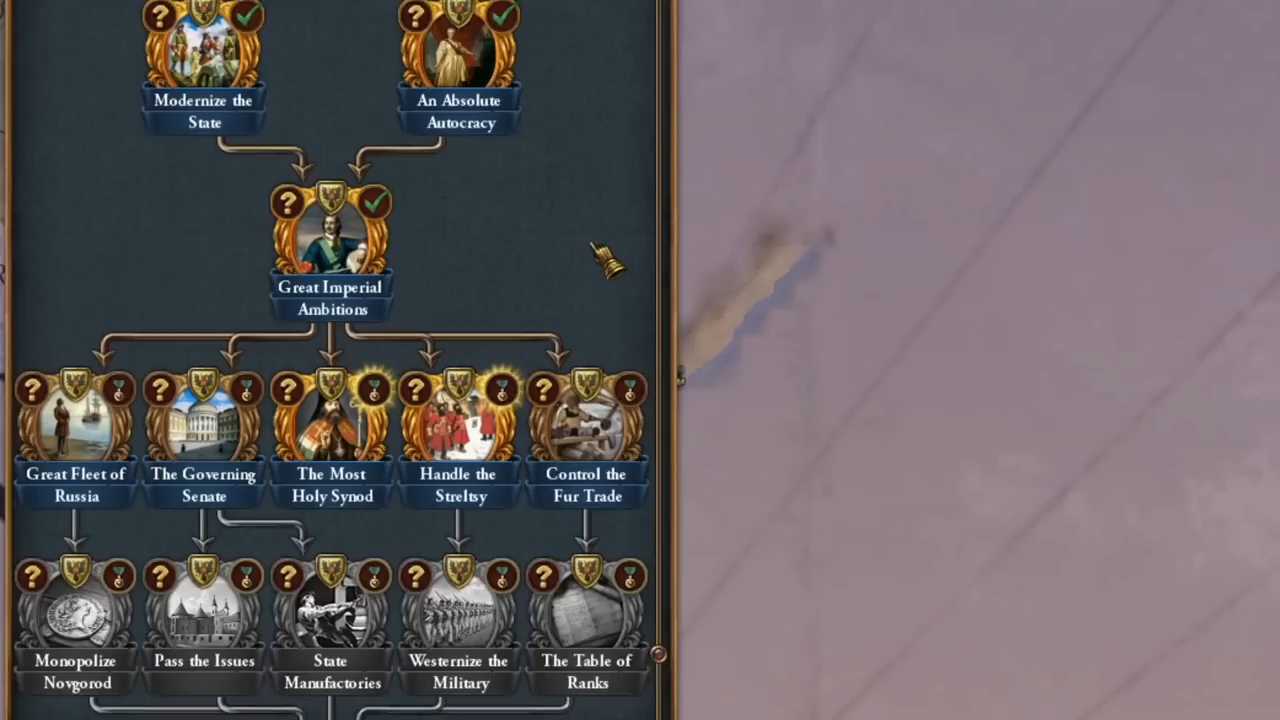 Modernize the
State
An Absolute
Autocracy
Great Imperial
Ambitions
Great Fleet of
Russia
The Governing
Senate
The Most
Holy Synod
Handle the
Streltsy
Control the
Fur Trade
Monopolize
Novgorod
Pass the Issues
State
Manufactories
Westernize the
Military
The Table of
Ranks